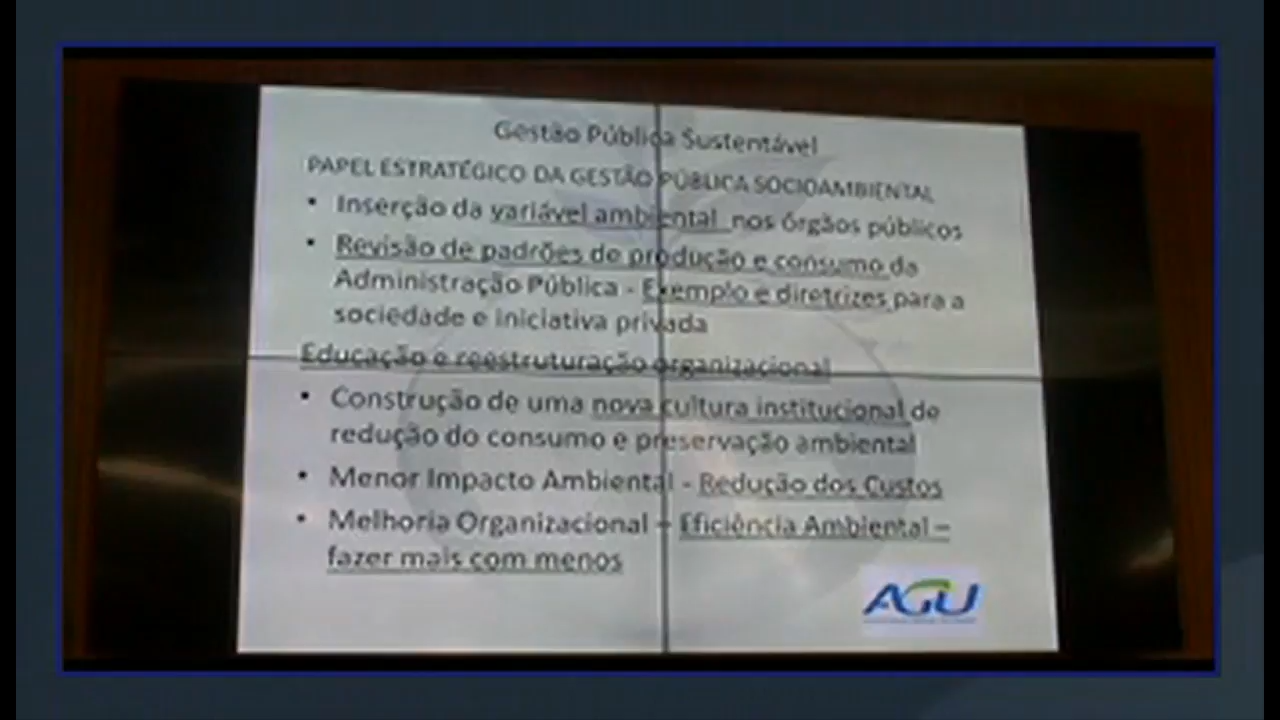 Gestão Pública Sustentável
PAPEL ESTRATÉGICO DA GESTÃO PÚBLICA SOCIOAMBIENTAL
• Inserção da variável ambiental nos órgãos públicos
• Revisão de padrões de produção e consumo da
Administração Pública - Exemplo e diretrizes para a
sociedade e iniciativa privada
Educação e reestruturação organizacional
• Construção de uma nova cultura institucional de
redução do consumo e preservação ambiental
• Menor Impacto Ambiental - Redução dos Custos
• Melhoria Organizacional – Eficiência Ambiental –
fazer mais com menos
AGU